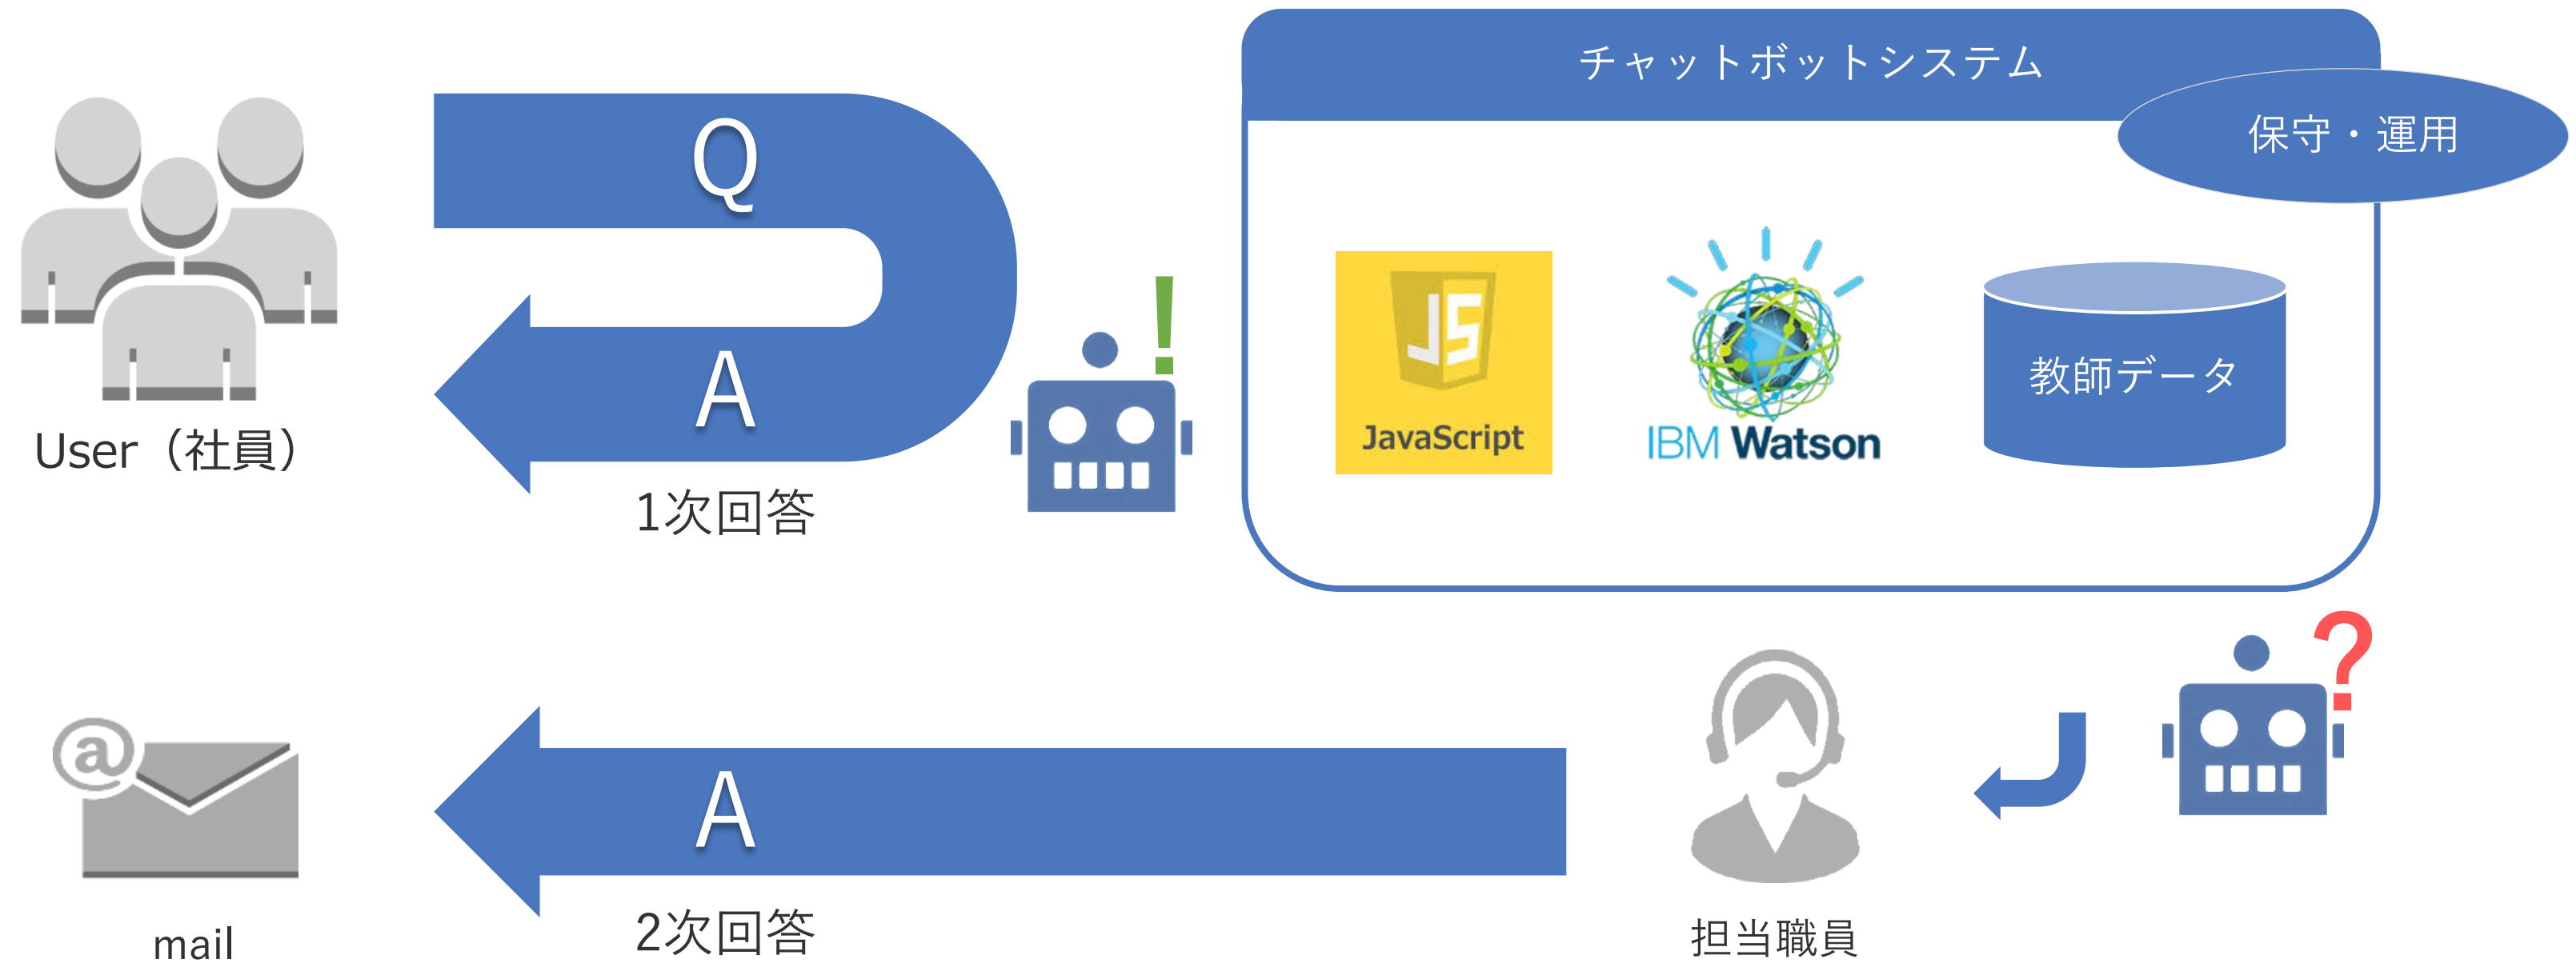 チャットボットシステム
保守・運用
Q
A
1次回答
User（社員）
!
JS
JavaScript
IBM Watson
教師データ
?
@
A
2次回答
mail
担当職員